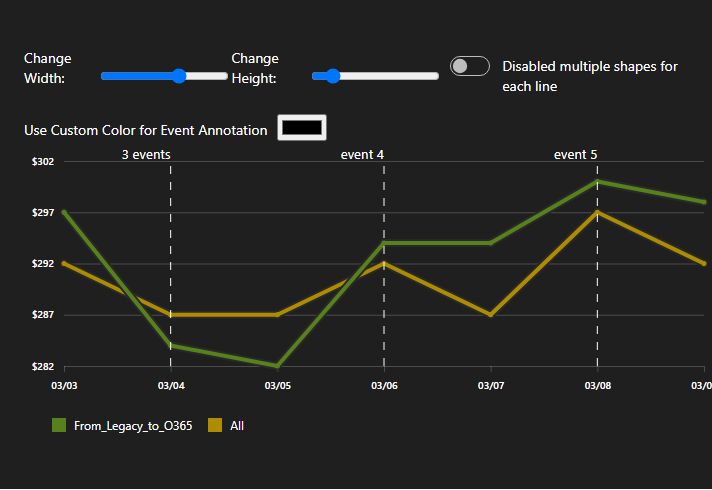 Change
Width:
Change
Height:
Disabled multiple shapes for
each line
Use Custom Color for Event Annotation
3 events
event 4
event 5
$302
$297
$292
$287
$282
03/03
03/04
03/05
03/06
03/07
03/08
03/0
From_Legacy_to_O365
All